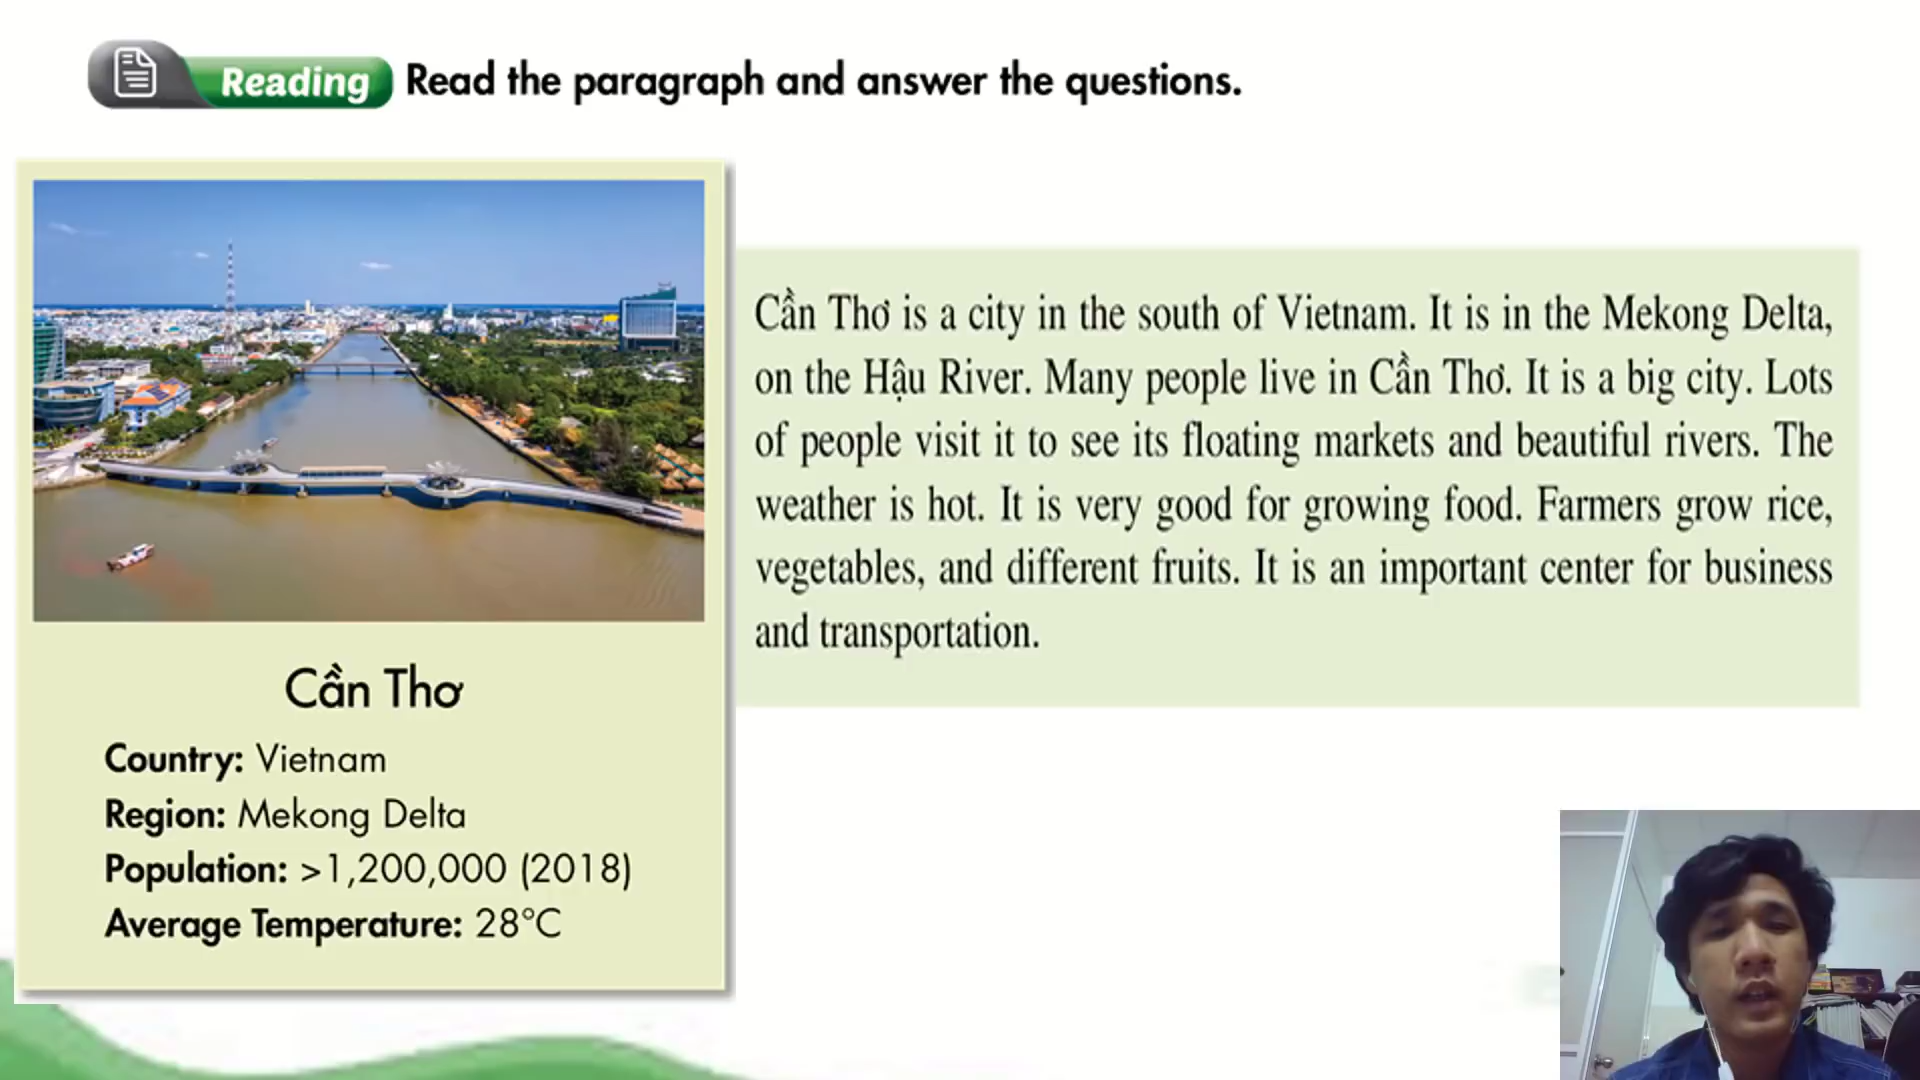 Reading Read the paragraph and answer the questions.
Cần Thơ
Country: Vietnam
Region: Mekong Delta
Population: >1,200,000 (2018)
Average Temperature: 28°C
Cần Thơ is a city in the south of Vietnam. It is in the Mekong Delta,
on the Hậu River. Many people live in Cần Thơ. It is a big city. Lots
of people visit it to see its floating markets and beautiful rivers. The
weather is hot. It is very good for growing food. Farmers grow rice,
vegetables, and different fruits. It is an important center for business
and transportation.